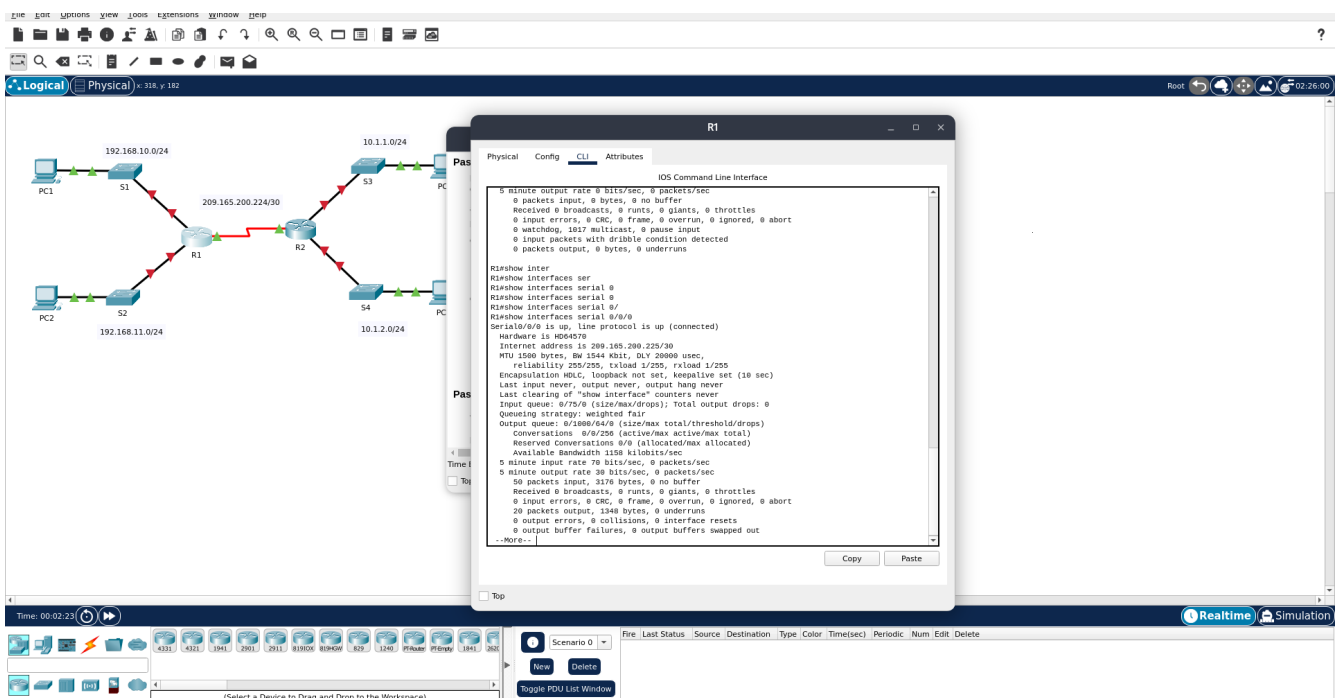 File Edit Options View Tools Extensions Window Help
?
Logical Physical x: 318, y: 182
Root 02:26:00
192.168.10.0/24
10.1.1.0/24
PC1
S1
S3
PC
209.165.200.224/30
R1
R2
PC2
S2
S4
PC
192.168.11.0/24
10.1.2.0/24
Pas
Pas
Time
R1
Physical Config CLI Attributes
IOS Command Line Interface
5 minute output rate 0 bits/sec, 0 packets/sec
0 packets input, 0 bytes, 0 no buffer
Received 0 broadcasts, 0 runts, 0 giants, 0 throttles
0 input errors, 0 CRC, 0 frame, 0 overrun, 0 ignored, 0 abort
0 watchdog, 1017 multicast, 0 pause input
0 input packets with dribble condition detected
0 packets output, 0 bytes, 0 underruns
R1#show inter
R1#show interfaces ser
R1#show interfaces serial 0
R1#show interfaces serial 0
R1#show interfaces serial 0/
R1#show interfaces serial 0/0/0
Serial0/0/0 is up, line protocol is up (connected)
Hardware is HD64570
Internet address is 209.165.200.225/30
MTU 1500 bytes, BW 1544 Kbit, DLY 20000 usec,
reliability 255/255, txload 1/255, rxload 1/255
Encapsulation HDLC, loopback not set, keepalive set (10 sec)
Last input never, output never, output hang never
Last clearing of "show interface" counters never
Input queue: 0/75/0 (size/max/drops); Total output drops: 0
Queueing strategy: weighted fair
Output queue: 0/1000/64/0 (size/max total/threshold/drops)
Conversations 0/0/256 (active/max active/max total)
Reserved Conversations 0/0 (allocated/max allocated)
Available Bandwidth 1158 kilobits/sec
5 minute input rate 70 bits/sec, 0 packets/sec
5 minute output rate 30 bits/sec, 0 packets/sec
50 packets input, 3176 bytes, 0 no buffer
Received 0 broadcasts, 0 runts, 0 giants, 0 throttles
0 input errors, 0 CRC, 0 frame, 0 overrun, 0 ignored, 0 abort
20 packets output, 1348 bytes, 0 underruns
0 output errors, 0 collisions, 0 interface resets
0 output buffer failures, 0 output buffers swapped out
--More--
Copy Paste
Top
Time: 00:02:23
Realtime Simulation
4331 4321 1941 2901 2911 819IOX 819HGW 829 1240 PT-Router PT-Empty 1841
(Select a Device to Drag and Drop to the Workspace)
Scenario 0
New Delete
Toggle PDU List Window
Fire Last Status Source Destination Type Color Time(sec) Periodic Num Edit Delete